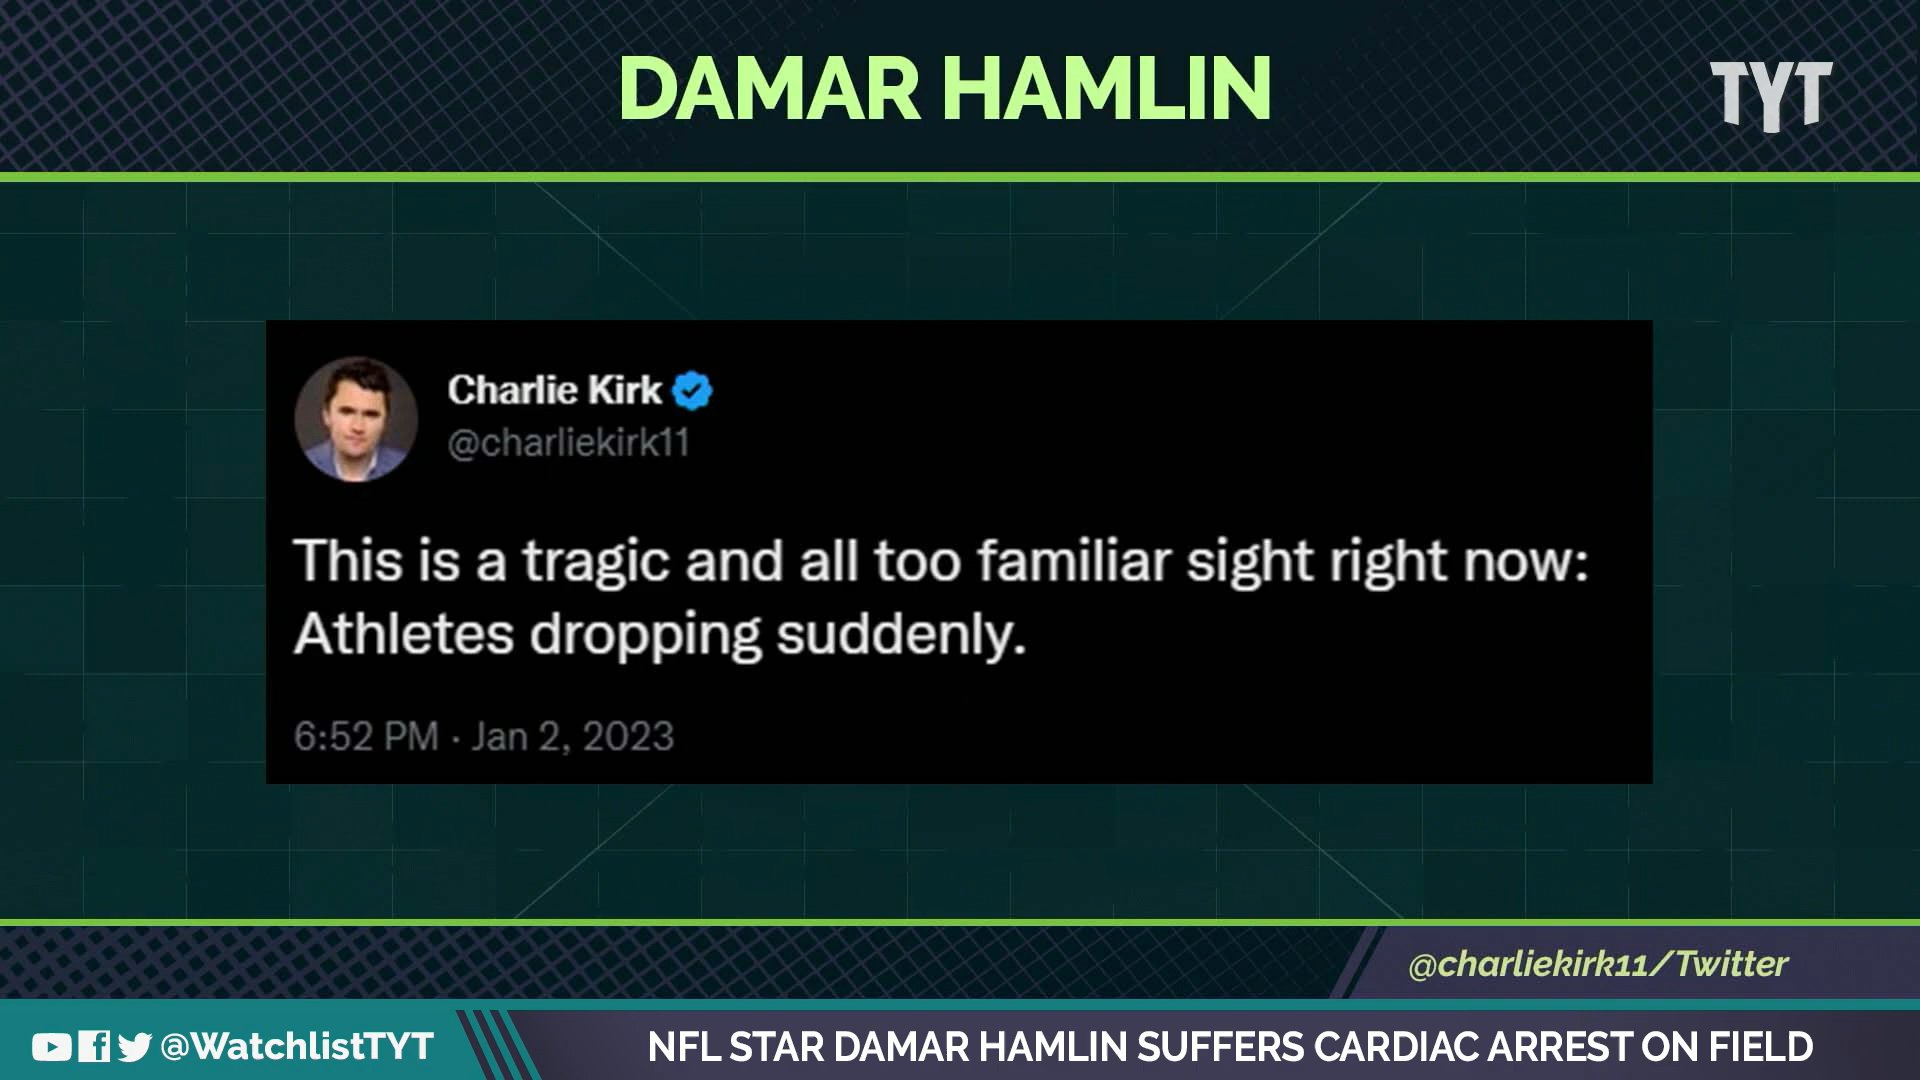 DAMAR HAMLIN
TYT
Charlie Kirk
@charliekirk11
This is a tragic and all too familiar sight right now:
Athletes dropping suddenly.
6:52 PM · Jan 2, 2023
@charliekirk11/Twitter
@WatchlistTYT
NFL STAR DAMAR HAMLIN SUFFERS CARDIAC ARREST ON FIELD